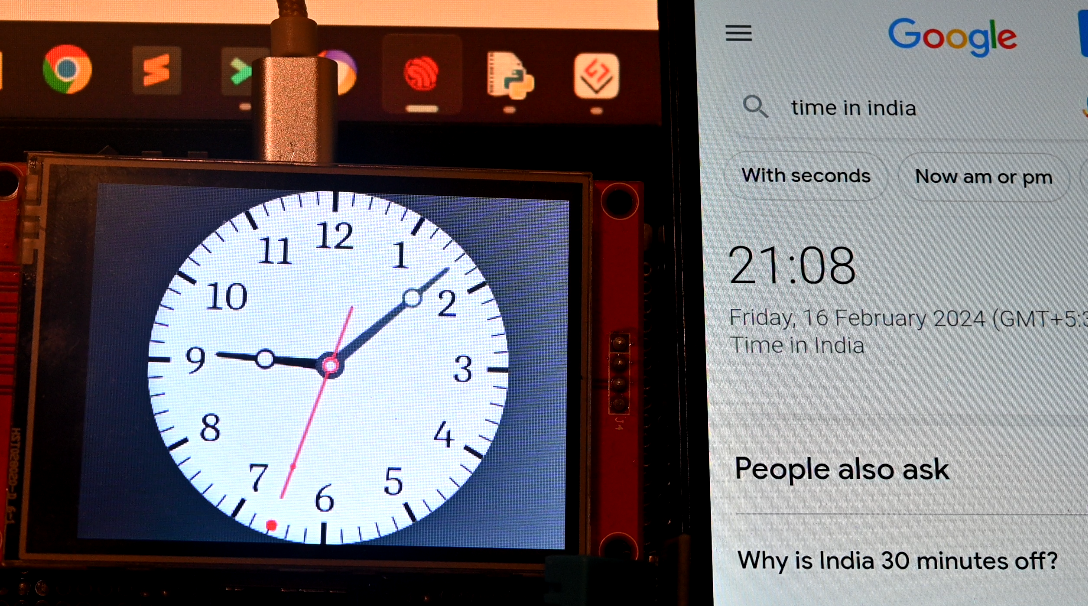 12
1
2
3
4
5
6
7
8
9
10
11
J4
Google
time in india
With seconds
Now am or pm
21:08
Friday, 16 February 2024 (GMT+5:3
Time in India
People also ask
Why is India 30 minutes off?